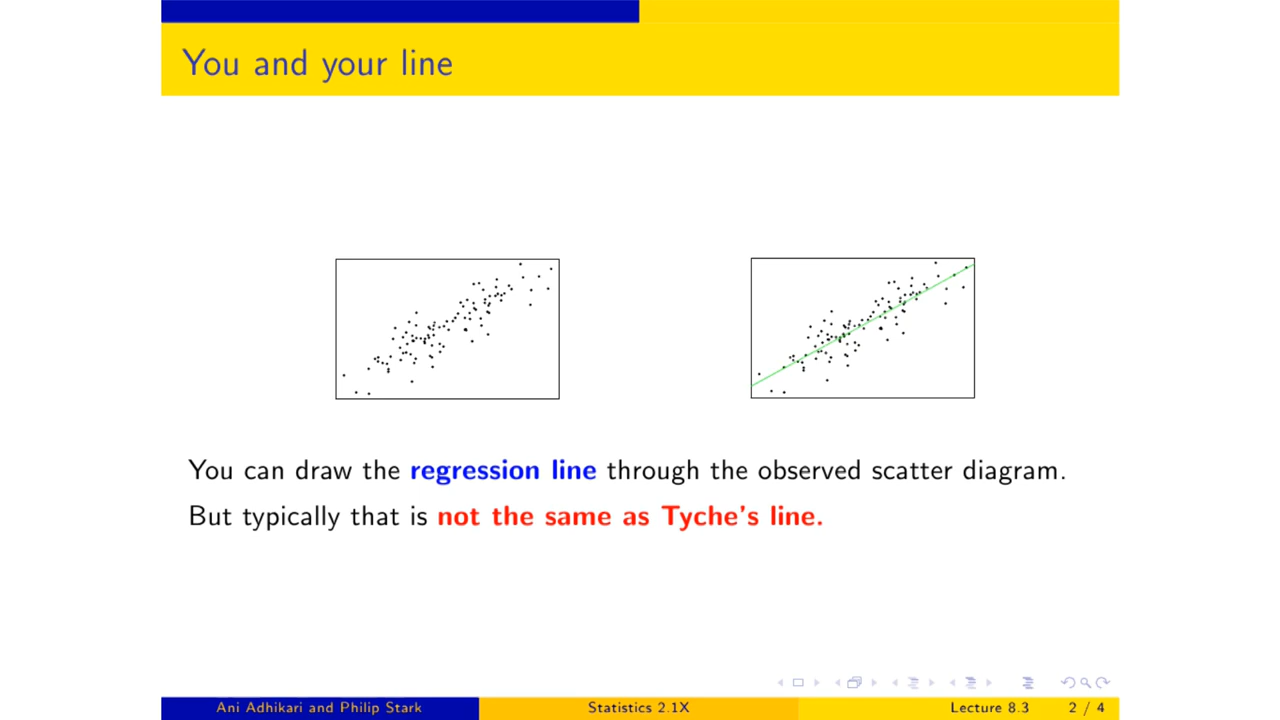 You and your line
You can draw the regression line through the observed scatter diagram.
But typically that is not the same as Tyche's line.
Ani Adhikari and Philip Stark
Statistics 2.1X
Lecture 8.3
2 / 4